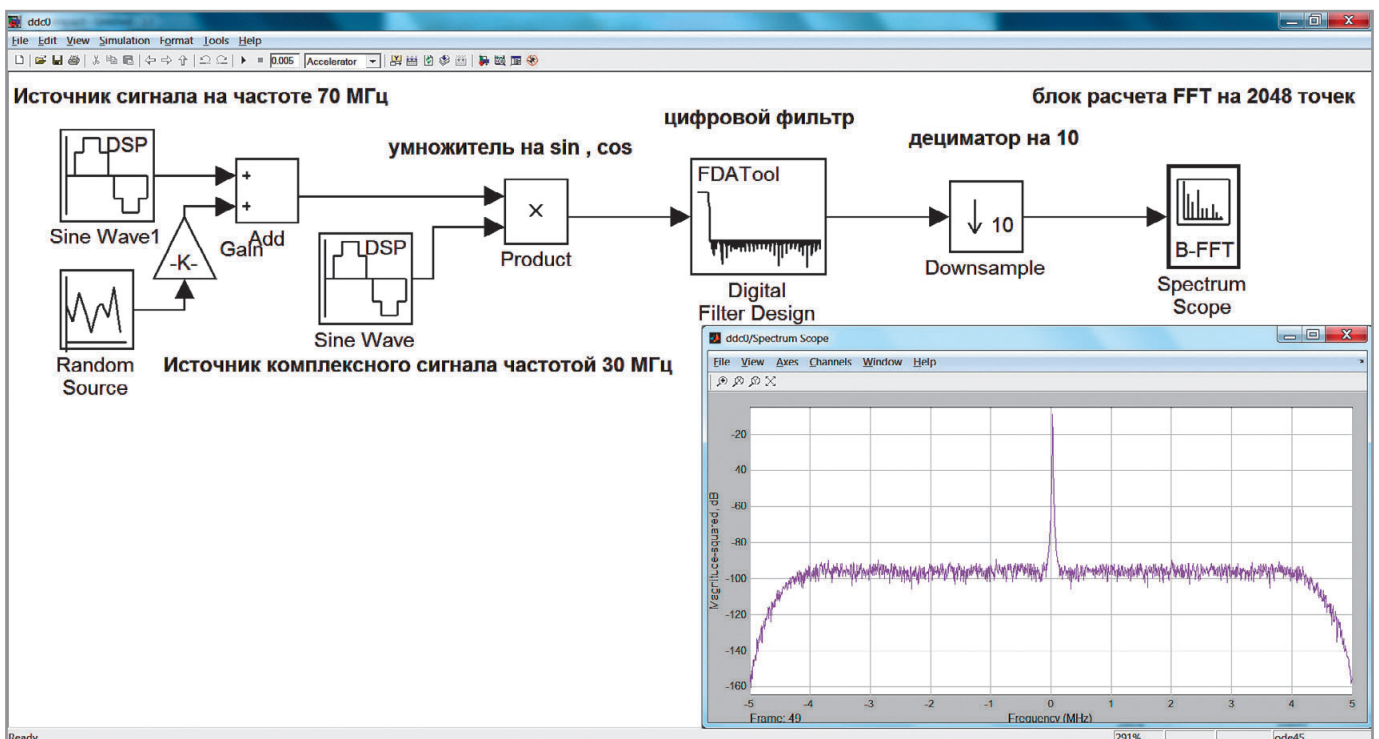 ddc0
File Edit View Simulation Format Tools Help
0.005 Accelerator
Источник сигнала на частоте 70 МГц
блок расчета FFT на 2048 точек
цифровой фильтр
умножитель на sin , cos
дециматор на 10
DSP
+
+
Sine Wave1
Add
Gain
-K-
DSP
×
Product
FDATool
↓ 10
B-FFT
Downsample
Spectrum
Scope
Digital
Filter Design
Sine Wave
Random
Source
Источник комплексного сигнала частотой 30 МГц
ddc0/Spectrum Scope
File View Axes Channels Window Help
-20
40
-60
-80
-100
-120
-140
-160
Magnitude-squared, dB
-5 -4 -3 -2 -1 0 1 2 3 4 5
Frame: 49
Frequency (MHz)
Ready
291%
ode45